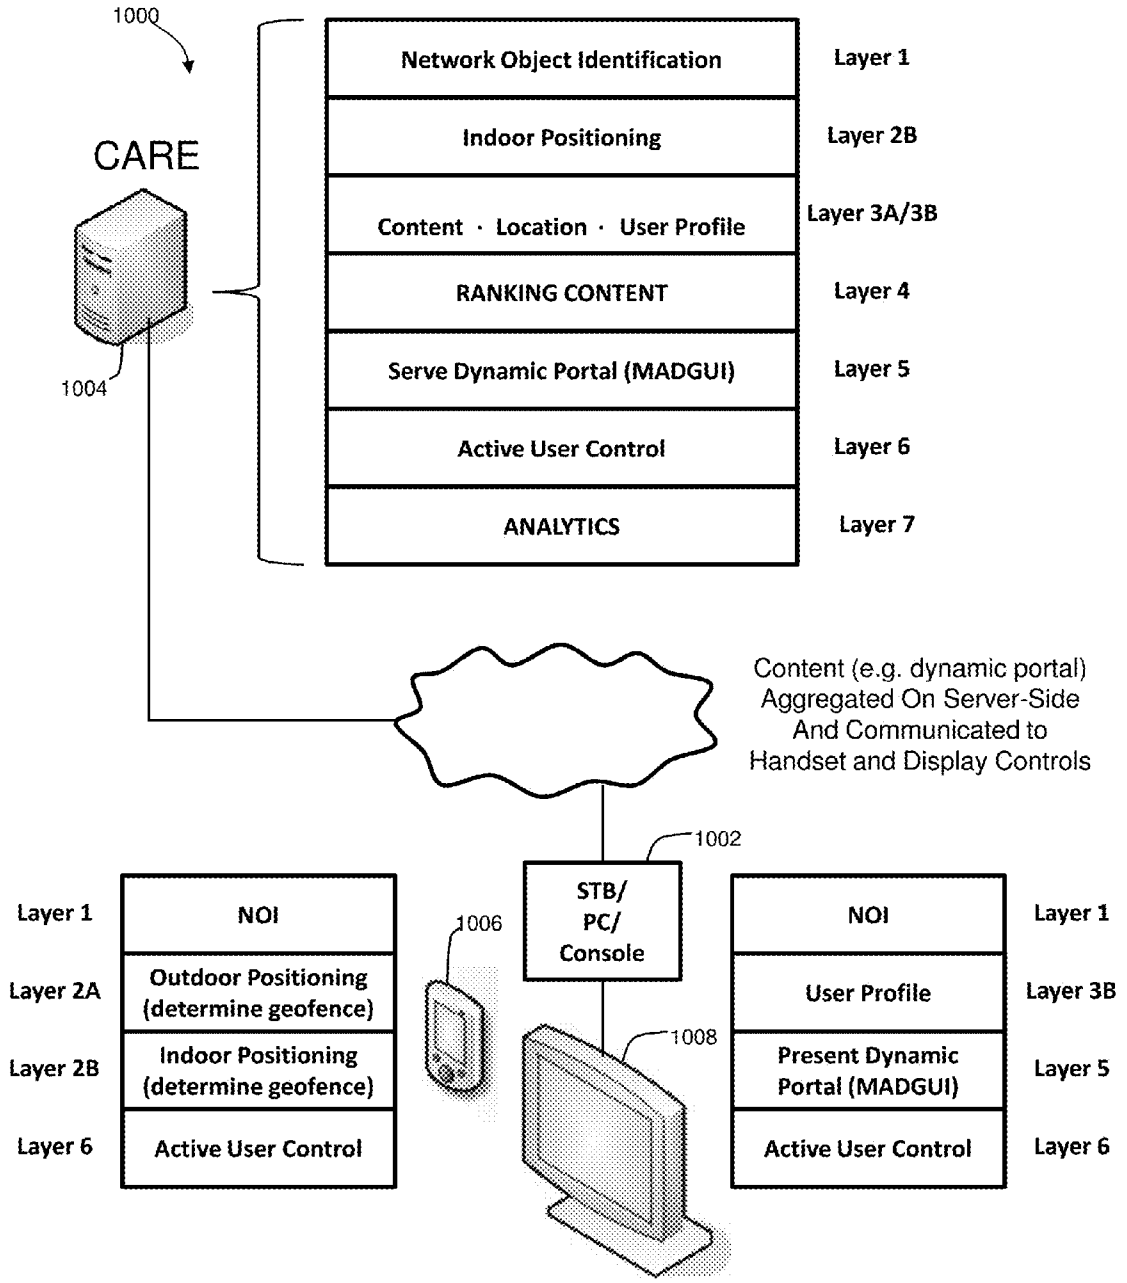 1000
CARE
1004
Network Object Identification Layer 1
Indoor Positioning Layer 2B
Content · Location · User Profile Layer 3A/3B
RANKING CONTENT Layer 4
Serve Dynamic Portal (MADGUI) Layer 5
Active User Control Layer 6
ANALYTICS Layer 7
Content (e.g. dynamic portal)
Aggregated On Server-Side
And Communicated to
Handset and Display Controls
1002
STB/
PC/
Console
1006
1008
Layer 1 NOI
Layer 2A Outdoor Positioning
(determine geofence)
Layer 2B Indoor Positioning
(determine geofence)
Layer 6 Active User Control
NOI Layer 1
User Profile Layer 3B
Present Dynamic
Portal (MADGUI) Layer 5
Active User Control Layer 6